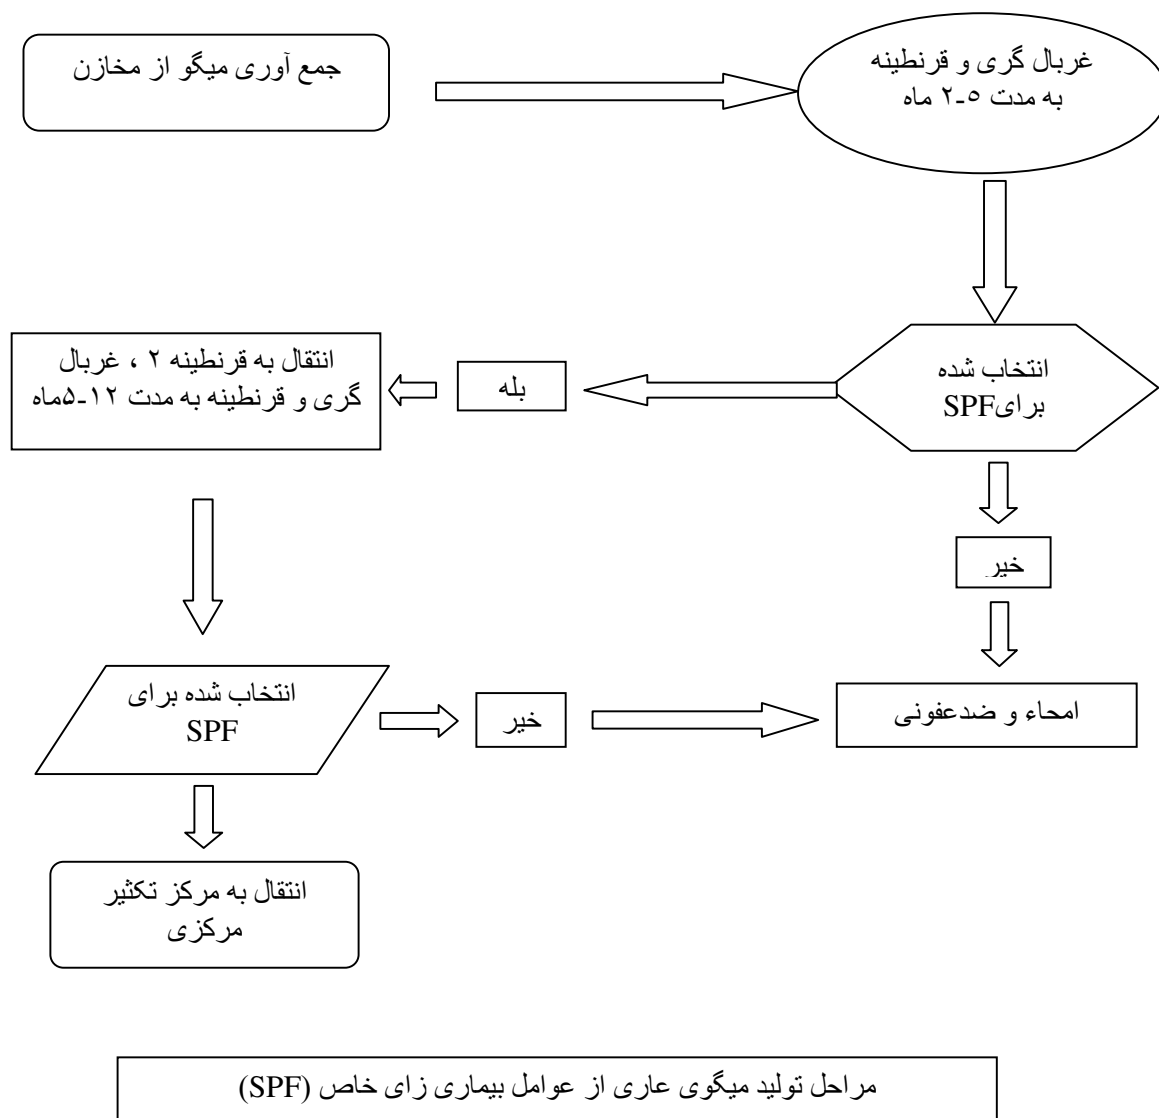 جمع آوری میگو از مخازن
غربال گری و قرنطینه
به مدت ۵-۲ ماه
انتخاب شده
برایSPF
بله
انتقال به قرنطینه ۲ ، غربال
گری و قرنطینه به مدت ۱۲-۵ماه
خیر
انتخاب شده برای
SPF
خیر
امحاء و ضدعفونی
انتقال به مرکز تکثیر
مرکزی
مراحل تولید میگوی عاری از عوامل بیماری زای خاص (SPF)